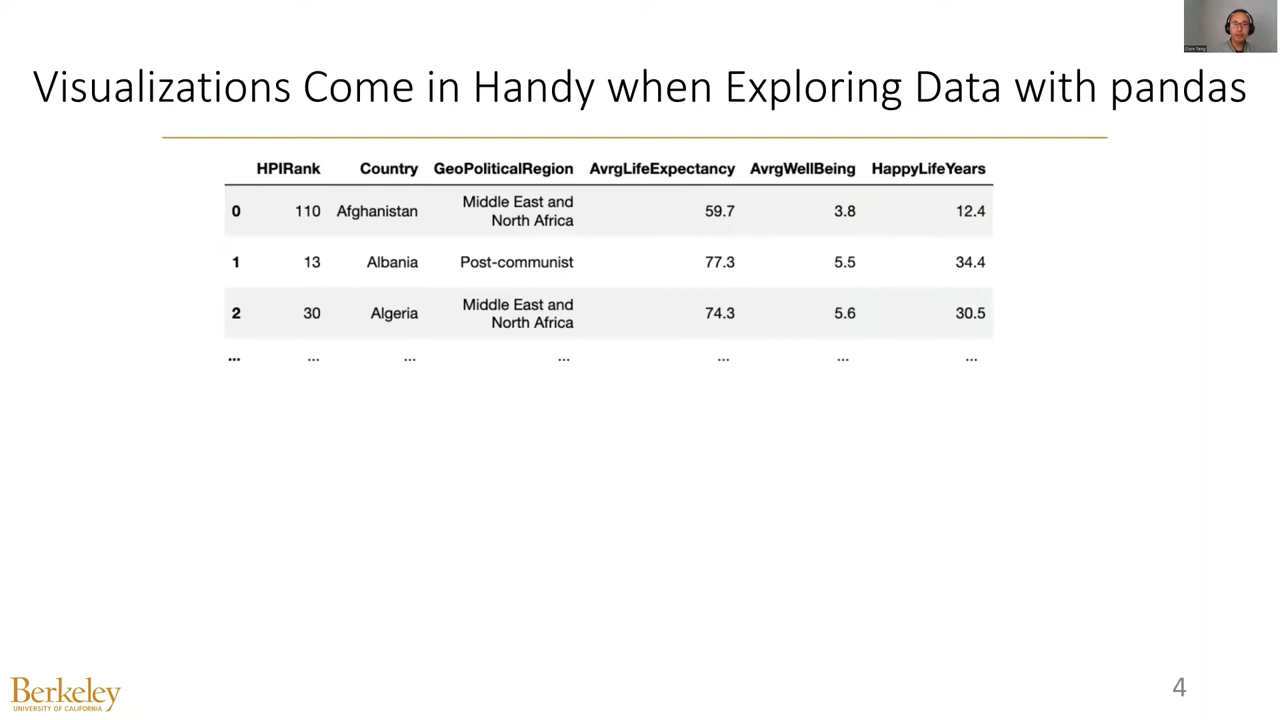 Visualizations Come in Handy when Exploring Data with pandas
HPIRank Country GeoPoliticalRegion AvrgLifeExpectancy AvrgWellBeing HappyLifeYears
0 110 Afghanistan Middle East and North Africa 59.7 3.8 12.4
1 13 Albania Post-communist 77.3 5.5 34.4
2 30 Algeria Middle East and North Africa 74.3 5.6 30.5
... ... ... ... ... ... ...
Berkeley
UNIVERSITY OF CALIFORNIA
4